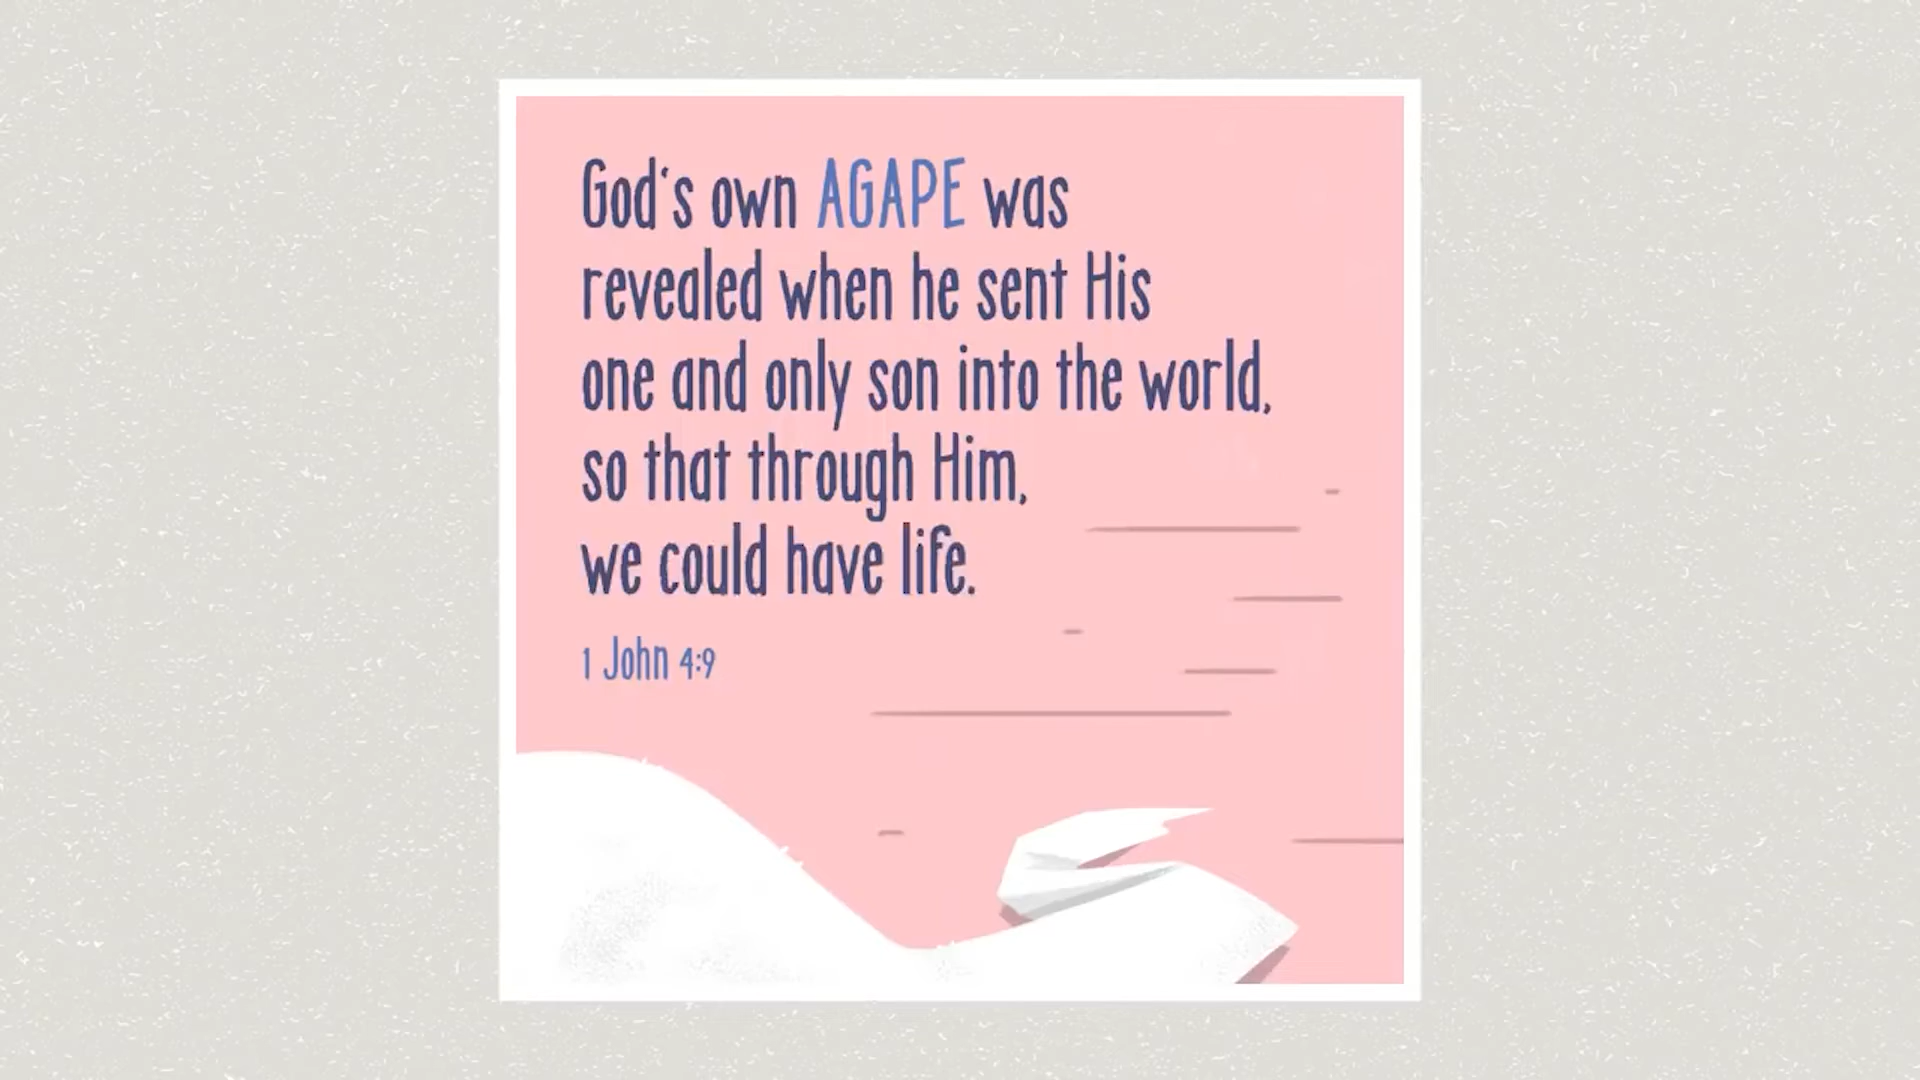 God's own AGAPE was
revealed when he sent His
one and only son into the world,
so that through Him,
we could have life.
1 John 4:9